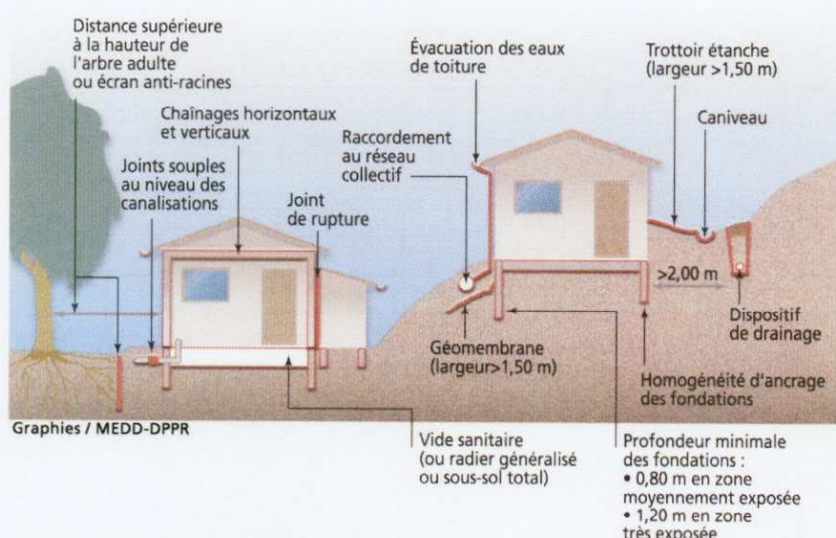 Distance supérieure
à la hauteur de
l'arbre adulte
ou écran anti-racines
Chaînages horizontaux
et verticaux
Joints souples
au niveau des
canalisations
Joint
de rupture
Évacuation des eaux
de toiture
Raccordement
au réseau
collectif
Trottoir étanche
(largeur >1,50 m)
Caniveau
>2,00 m
Dispositif
de drainage
Géomembrane
(largeur>1,50 m)
Homogénéité d'ancrage
des fondations
Graphies / MEDD-DPPR
Vide sanitaire
(ou radier généralisé
ou sous-sol total)
Profondeur minimale
des fondations :
• 0,80 m en zone
moyennement exposée
• 1,20 m en zone
très exposée